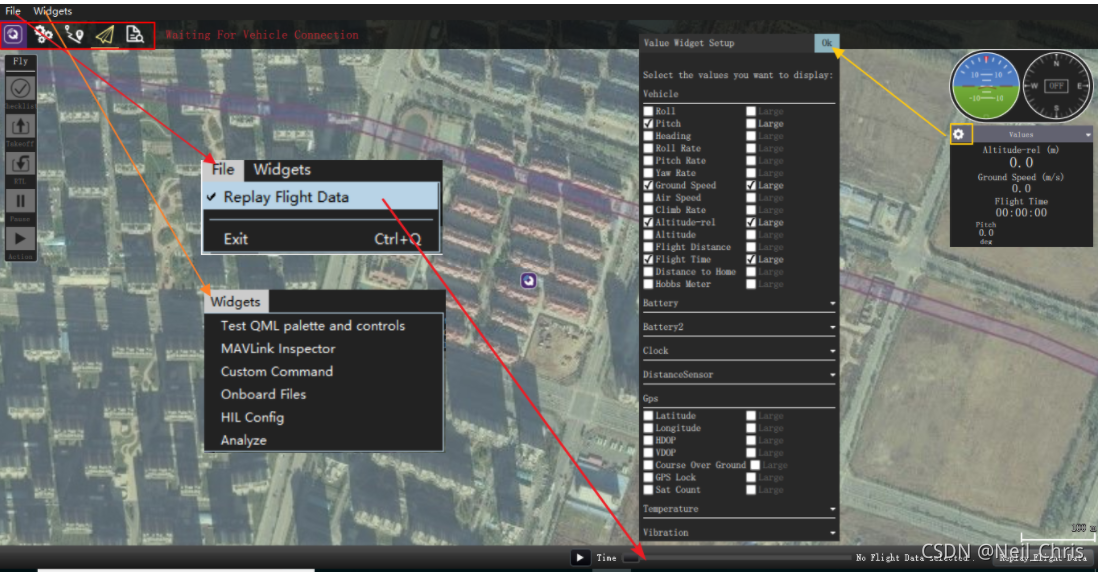 File Widgets
Waiting For Vehicle Connection
Fly
Checklist
Takeoff
RTL
Pause
Action
File Widgets
Replay Flight Data
Exit Ctrl+Q
Widgets
Test QML palette and controls
MAVLink Inspector
Custom Command
Onboard Files
HIL Config
Analyze
Value Widget Setup Ok
Select the values you want to display:
Vehicle
Roll Large
Pitch Large
Heading Large
Roll Rate Large
Pitch Rate Large
Yaw Rate Large
Ground Speed Large
Air Speed Large
Climb Rate Large
Altitude-rel Large
Altitude Large
Flight Distance Large
Flight Time Large
Distance to Home Large
Hobbs Meter Large
Battery
Battery2
Clock
DistanceSensor
Gps
Latitude Large
Longitude Large
HDOP Large
VDOP Large
Course Over Ground Large
GPS Lock Large
Sat Count Large
Temperature
Vibration
10 10
-10 -10
N
W OFF E
S
Values
Altitude-rel (m)
0.0
Ground Speed (m/s)
0.0
Flight Time
00:00:00
Pitch
0.0
deg
100 m
Time
No Flight Data selected.. Replay Flight Data
CSDN @Neil_Chris